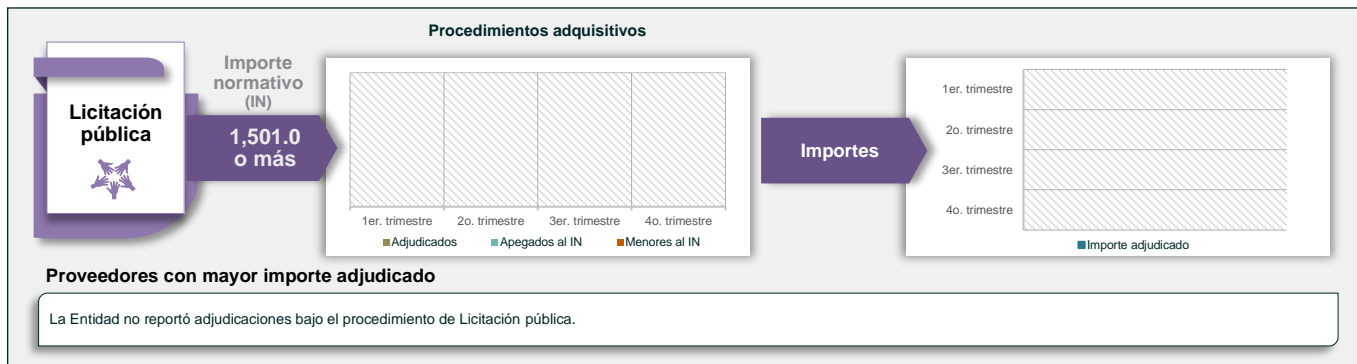 Procedimientos adquisitivos
Licitación
pública
Importe
normativo
(IN)
1,501.0
o más
1er. trimestre
2o. trimestre
3er. trimestre
4o. trimestre
Adjudicados
Apegados al IN
Menores al IN
Importes
1er. trimestre
2o. trimestre
3er. trimestre
4o. trimestre
Importe adjudicado
Proveedores con mayor importe adjudicado
La Entidad no reportó adjudicaciones bajo el procedimiento de Licitación pública.